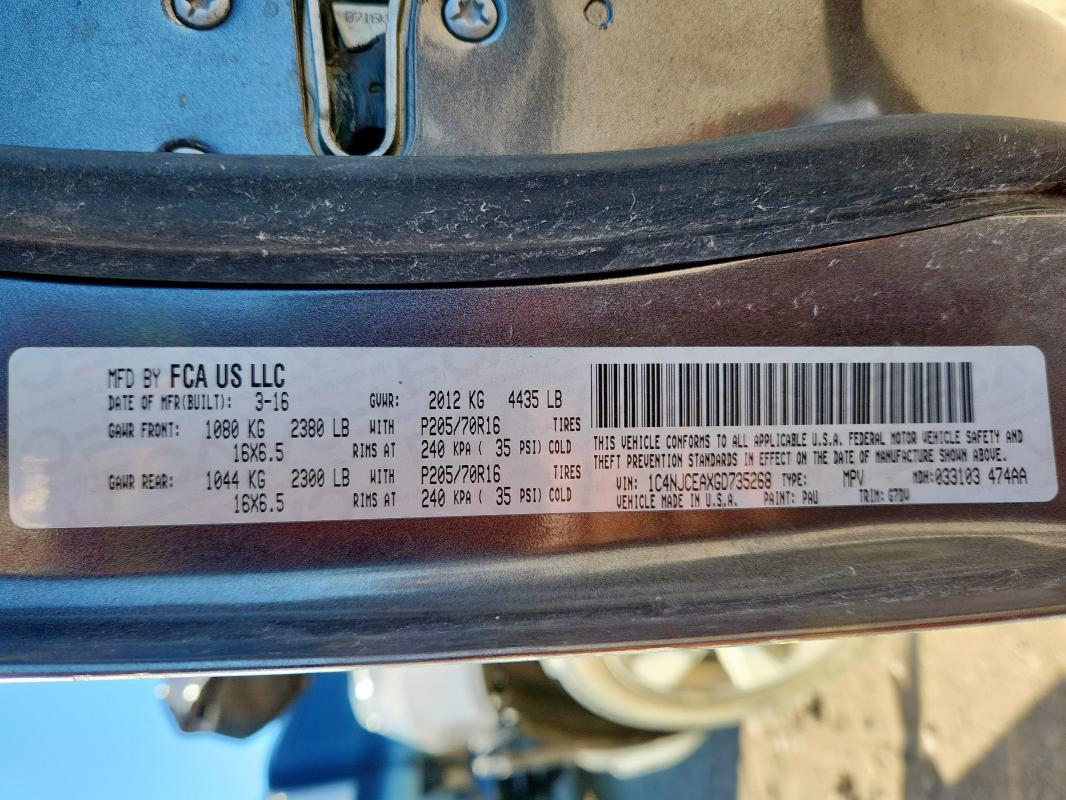 MFD BY FCA US LLC
DATE OF MFR(BUILT): 3-16 GVWR: 2012 KG 4435 LB
GAWR FRONT: 1080 KG 2380 LB WITH P205/70R16 TIRES
16X6.5 RIMS AT 240 KPA ( 35 PSI) COLD
GAWR REAR: 1044 KG 2300 LB WITH P205/70R16 TIRES
16X6.5 RIMS AT 240 KPA ( 35 PSI) COLD
THIS VEHICLE CONFORMS TO ALL APPLICABLE U.S.A. FEDERAL MOTOR VEHICLE SAFETY AND
THEFT PREVENTION STANDARDS IN EFFECT ON THE DATE OF MANUFACTURE SHOWN ABOVE.
VIN: 1C4NJCEAXGD735268 TYPE: MPV MDH:033103 474AA
VEHICLE MADE IN U.S.A. PAINT: PAU TRIM: G7DV